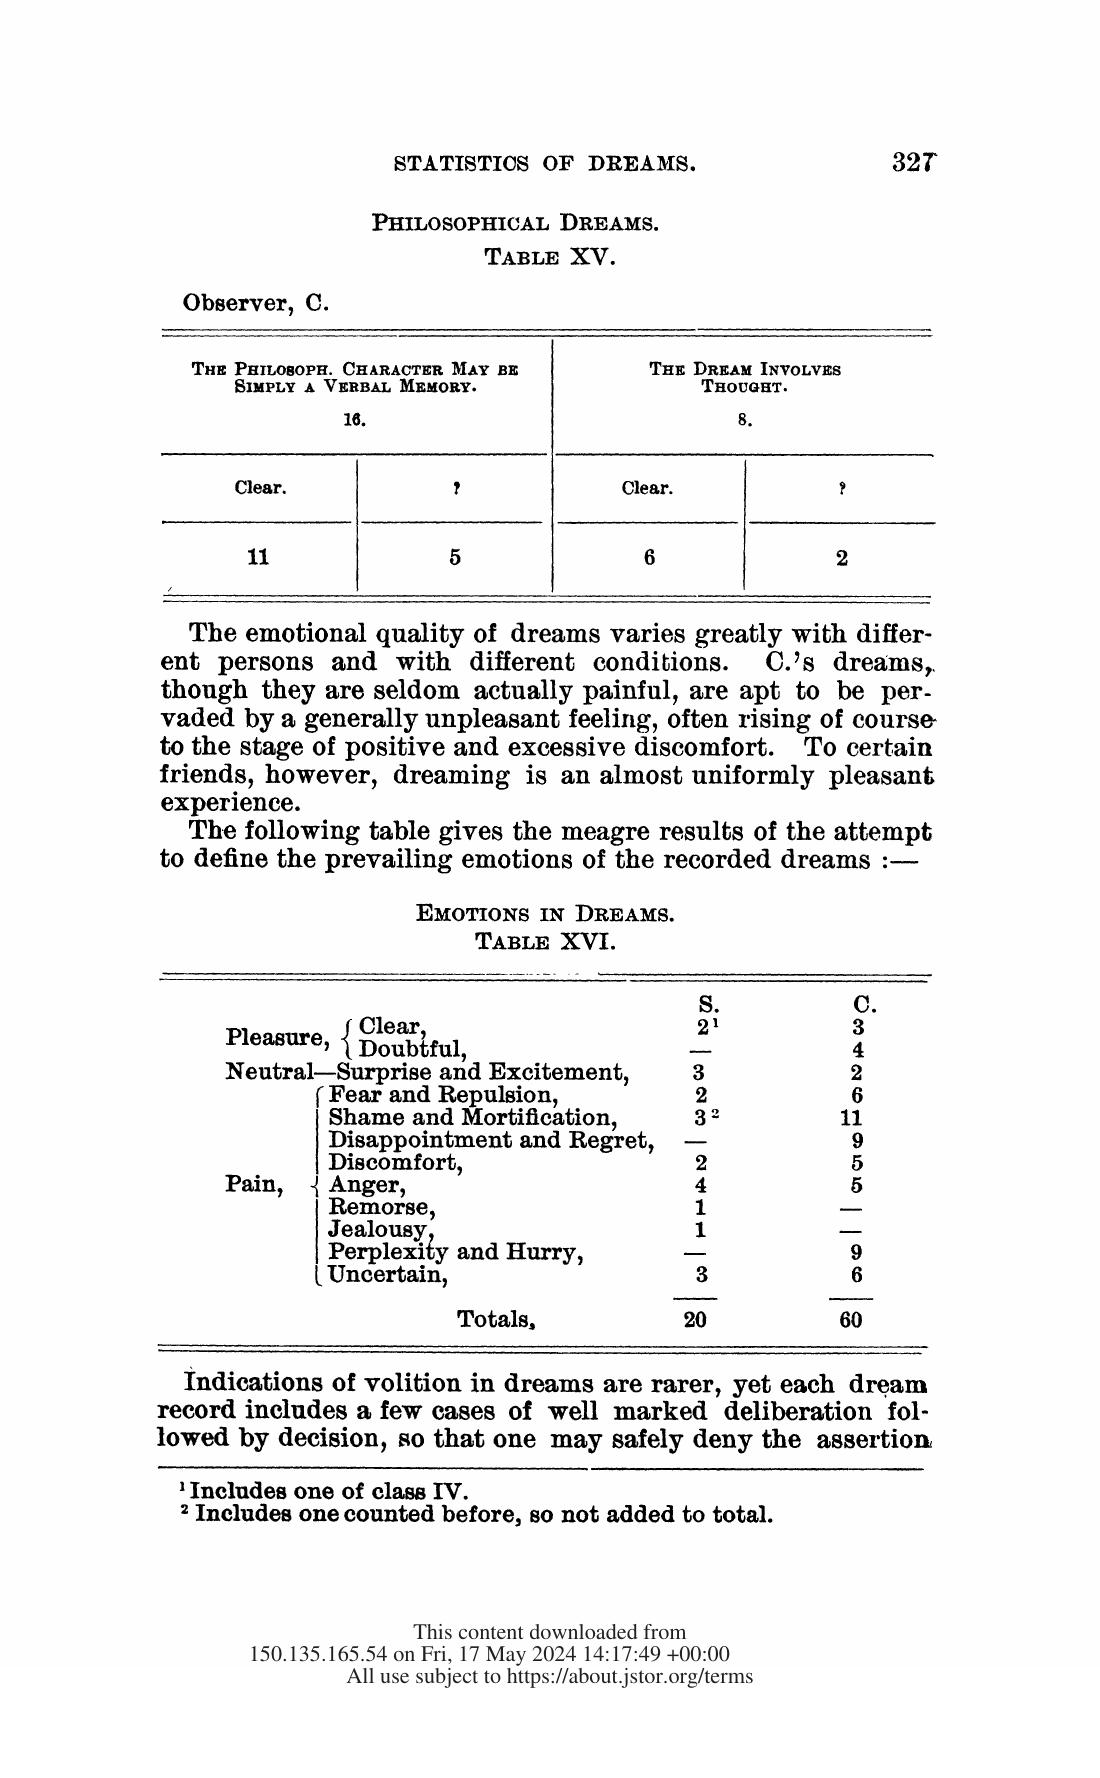 STATISTICS OF DREAMS. 327
PHILOSOPHICAL DREAMS.
TABLE XV.
Observer, C.
THE PHILOSOPH. CHARACTER MAY BE
SIMPLY A VERBAL MEMORY.
16.
THE DREAM INVOLVES
THOUGHT.
8.
Clear. ? Clear. ?
11 5 6 2
The emotional quality of dreams varies greatly with differ-
ent persons and with different conditions. C.'s dreams,
though they are seldom actually painful, are apt to be per-
vaded by a generally unpleasant feeling, often rising of course
to the stage of positive and excessive discomfort. To certain
friends, however, dreaming is an almost uniformly pleasant
experience.
The following table gives the meagre results of the attempt
to define the prevailing emotions of the recorded dreams :—
EMOTIONS IN DREAMS.
TABLE XVI.
S. C.
Pleasure, { Clear, 2¹ 3
Doubtful, — 4
Neutral—Surprise and Excitement, 3 2
Fear and Repulsion, 2 6
Shame and Mortification, 3² 11
Disappointment and Regret, — 9
Discomfort, 2 5
Pain, { Anger, 4 5
Remorse, 1 —
Jealousy, 1 —
Perplexity and Hurry, — 9
Uncertain, 3 6
Totals, 20 60
Indications of volition in dreams are rarer, yet each dream
record includes a few cases of well marked deliberation fol-
lowed by decision, so that one may safely deny the assertion
¹ Includes one of class IV.
² Includes one counted before, so not added to total.
This content downloaded from
150.135.165.54 on Fri, 17 May 2024 14:17:49 +00:00
All use subject to https://about.jstor.org/terms